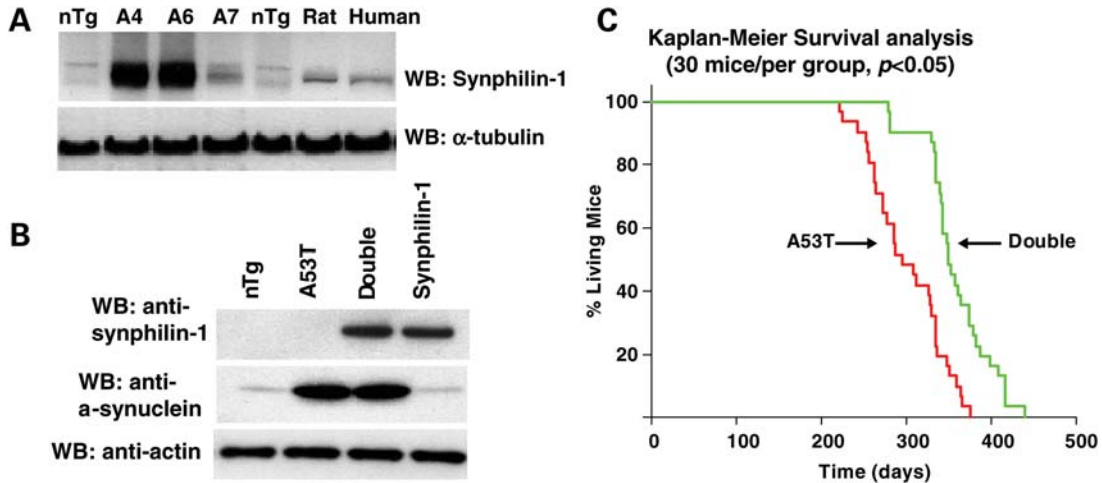 A
nTg A4 A6 A7 nTg Rat Human
WB: Synphilin-1
WB: α-tubulin
B
nTg
A53T
Double
Synphilin-1
WB: anti-
synphilin-1
WB: anti-
a-synuclein
WB: anti-actin
C
Kaplan-Meier Survival analysis
(30 mice/per group, p<0.05)
% Living Mice
100
80
60
40
20
A53T
Double
0 100 200 300 400 500
Time (days)